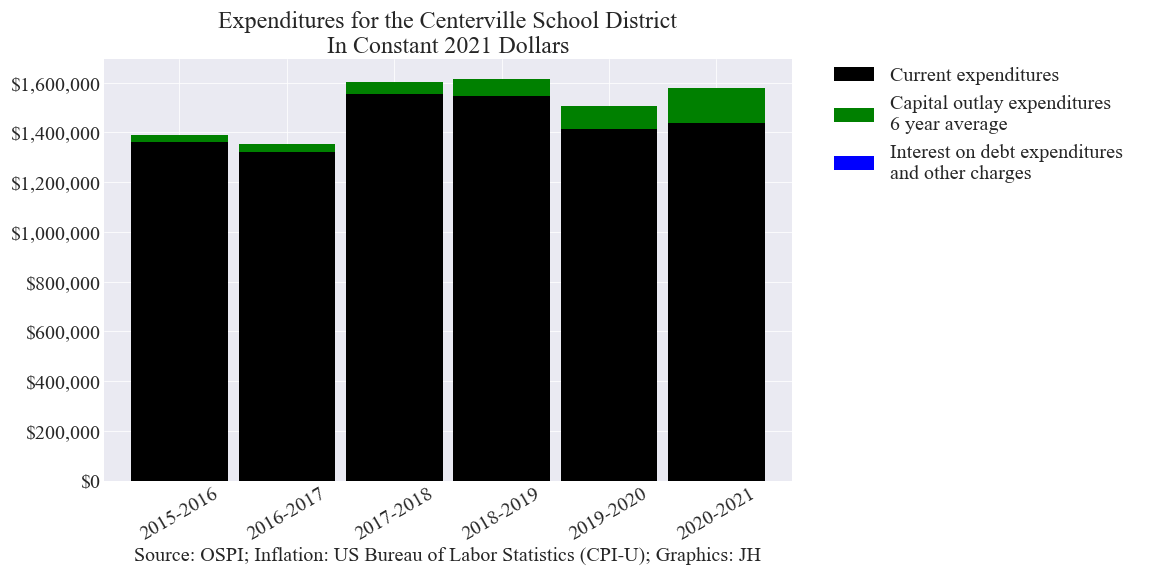 Expenditures for the Centerville School District
In Constant 2021 Dollars
$1,600,000
$1,400,000
$1,200,000
$1,000,000
$800,000
$600,000
$400,000
$200,000
$0
Current expenditures
Capital outlay expenditures
6 year average
Interest on debt expenditures
and other charges
2015-2016
2016-2017
2017-2018
2018-2019
2019-2020
2020-2021
Source: OSPI; Inflation: US Bureau of Labor Statistics (CPI-U); Graphics: JH